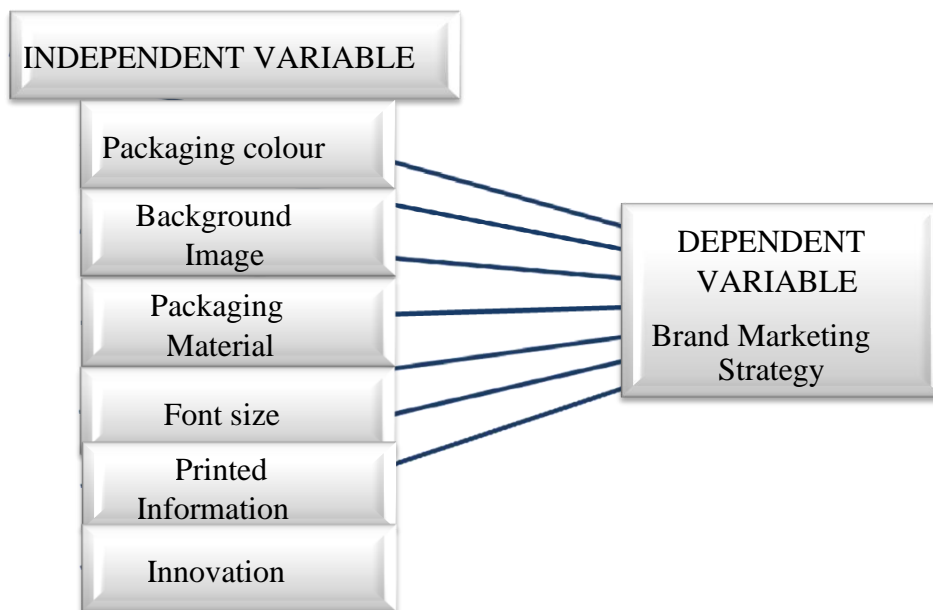 INDEPENDENT VARIABLE
Packaging colour
Background
Image
Packaging
Material
Font size
Printed
Information
Innovation
DEPENDENT
VARIABLE
Brand Marketing
Strategy